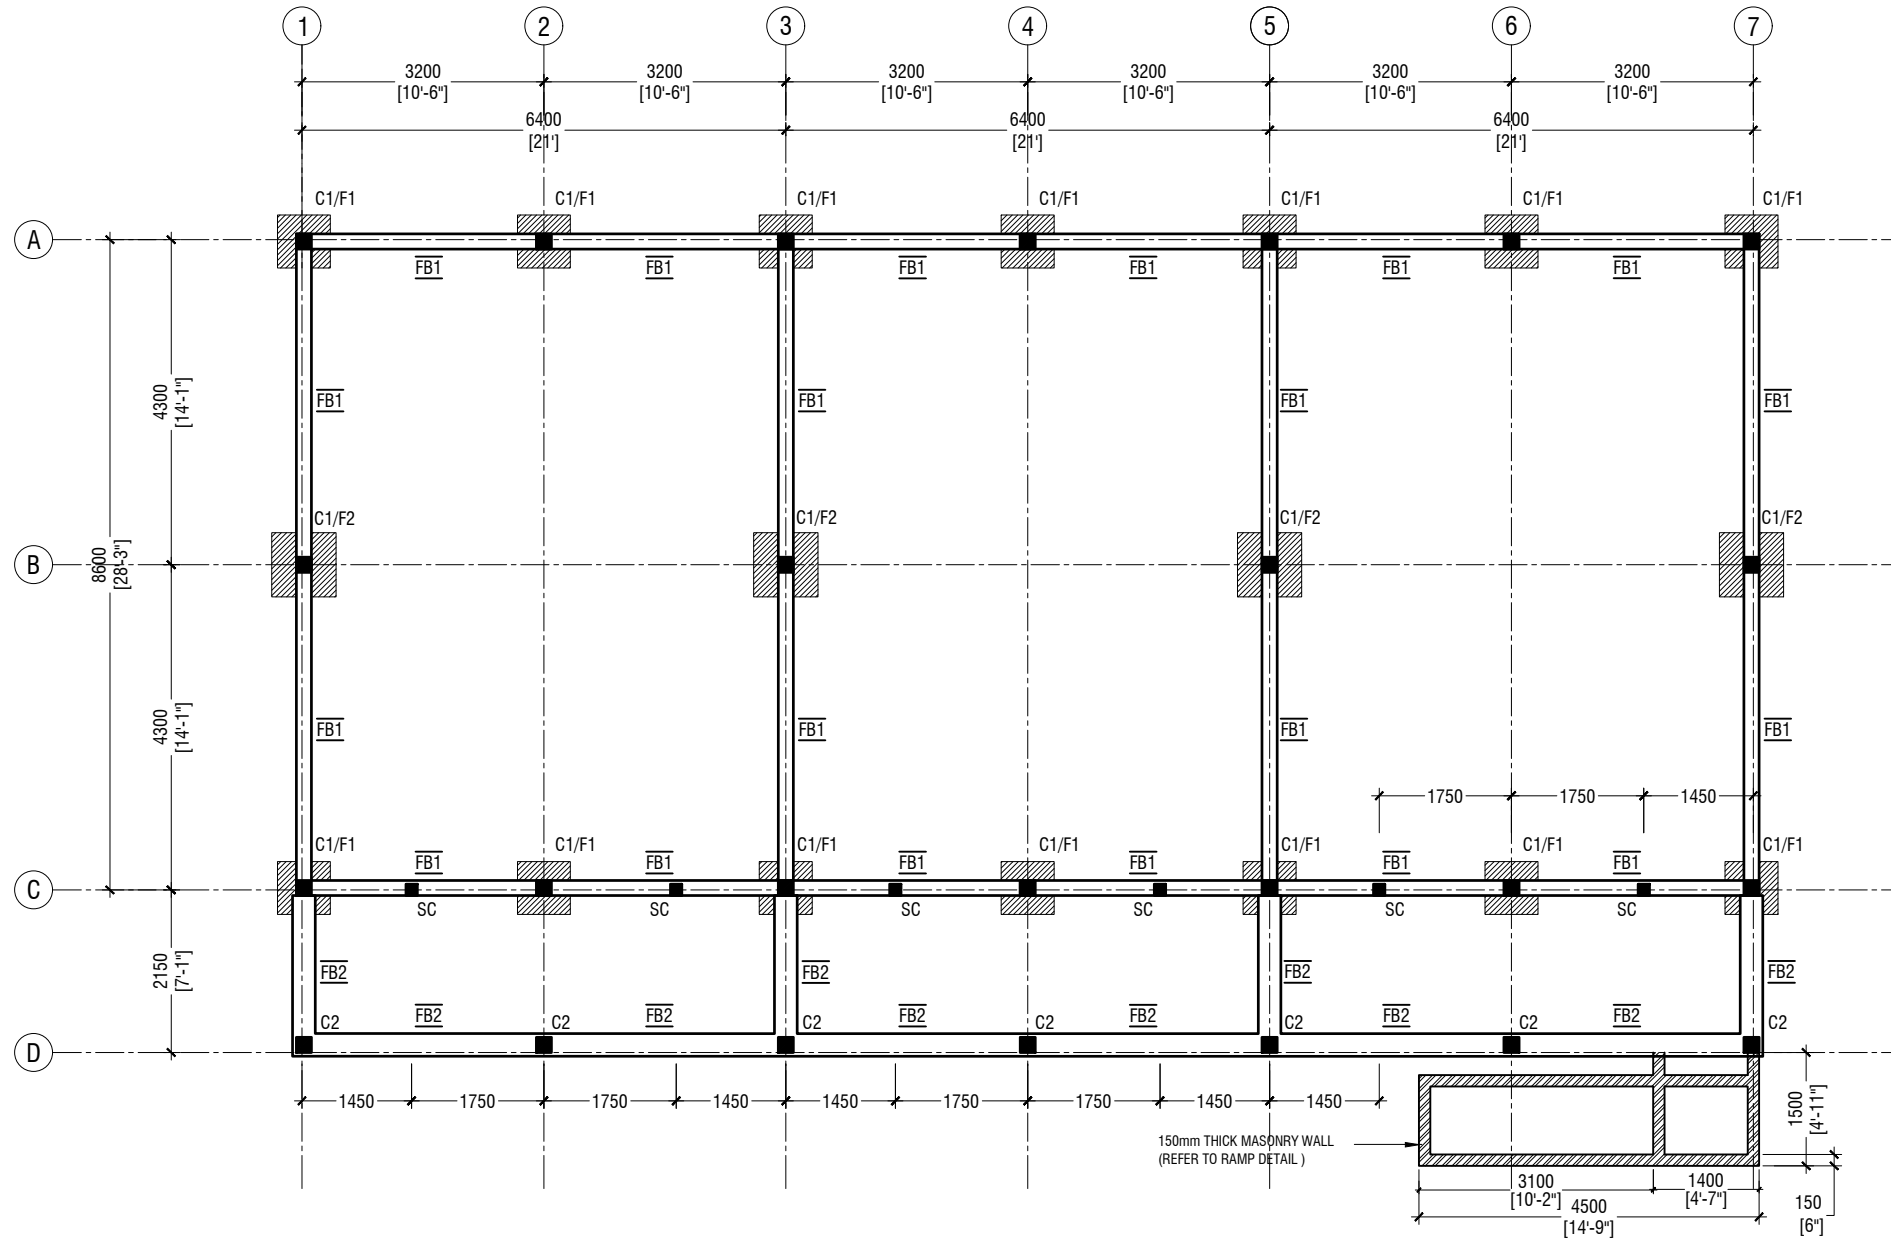 1 2 3 4 5 6 7
3200 3200 3200 3200 3200 3200
[10'-6"] [10'-6"] [10'-6"] [10'-6"] [10'-6"] [10'-6"]
6400 6400 6400
[21'] [21'] [21']
C1/F1 C1/F1 C1/F1 C1/F1 C1/F1 C1/F1 C1/F1
A
FB1 FB1 FB1 FB1 FB1 FB1
4300
[14'-1"]
FB1 FB1 FB1 FB1
C1/F2 C1/F2 C1/F2 C1/F2
B
8600
[28'-3"]
4300
[14'-1"]
FB1 FB1 FB1 FB1
1750 1750 1450
C1/F1 C1/F1 C1/F1 C1/F1 C1/F1 C1/F1 C1/F1
FB1 FB1 FB1 FB1 FB1 FB1
C
SC SC SC SC SC SC
2150
[7'-1"]
FB2 FB2 FB2 FB2
FB2 FB2 FB2 FB2 FB2 FB2
C2 C2 C2 C2 C2 C2 C2
D
1450 1750 1750 1450 1450 1750 1750 1450 1450
1500
[4'-11"]
150mm THICK MASONRY WALL
(REFER TO RAMP DETAIL )
3100 1400
[10'-2"] [4'-7"]
4500
[14'-9"]
150
[6"]